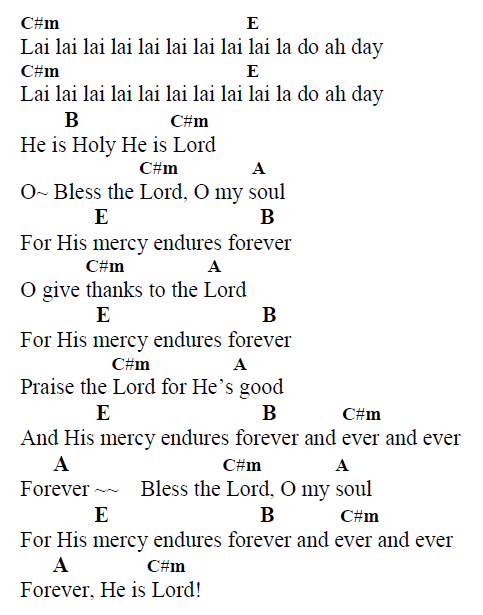 C#m E
Lai lai lai lai lai lai lai lai lai la do ah day
C#m E
Lai lai lai lai lai lai lai lai lai la do ah day
B C#m
He is Holy He is Lord
C#m A
O~ Bless the Lord, O my soul
E B
For His mercy endures forever
C#m A
O give thanks to the Lord
E B
For His mercy endures forever
C#m A
Praise the Lord for He’s good
E B C#m
And His mercy endures forever and ever and ever
A C#m A
Forever ~~ Bless the Lord, O my soul
E B C#m
For His mercy endures forever and ever and ever
A C#m
Forever, He is Lord!